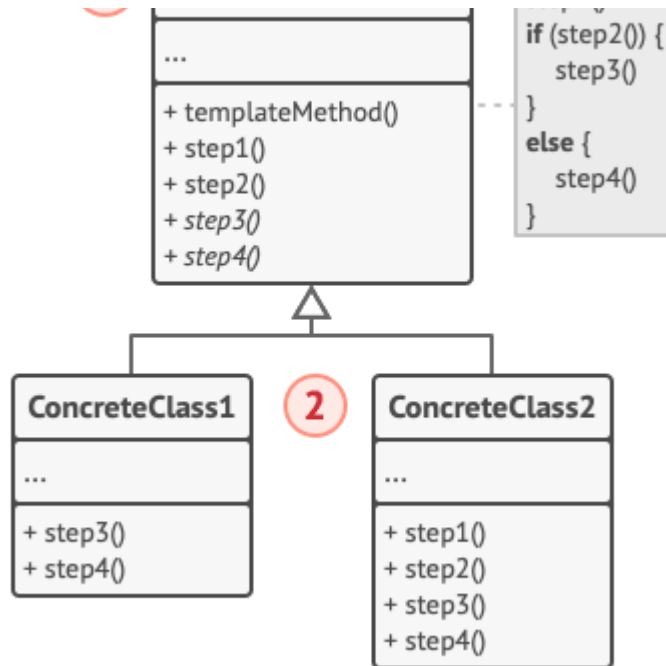 ...
+ templateMethod()
+ step1()
+ step2()
+ step3()
+ step4()
if (step2()) {
step3()
}
else {
step4()
}
ConcreteClass1
...
+ step3()
+ step4()
2
ConcreteClass2
...
+ step1()
+ step2()
+ step3()
+ step4()